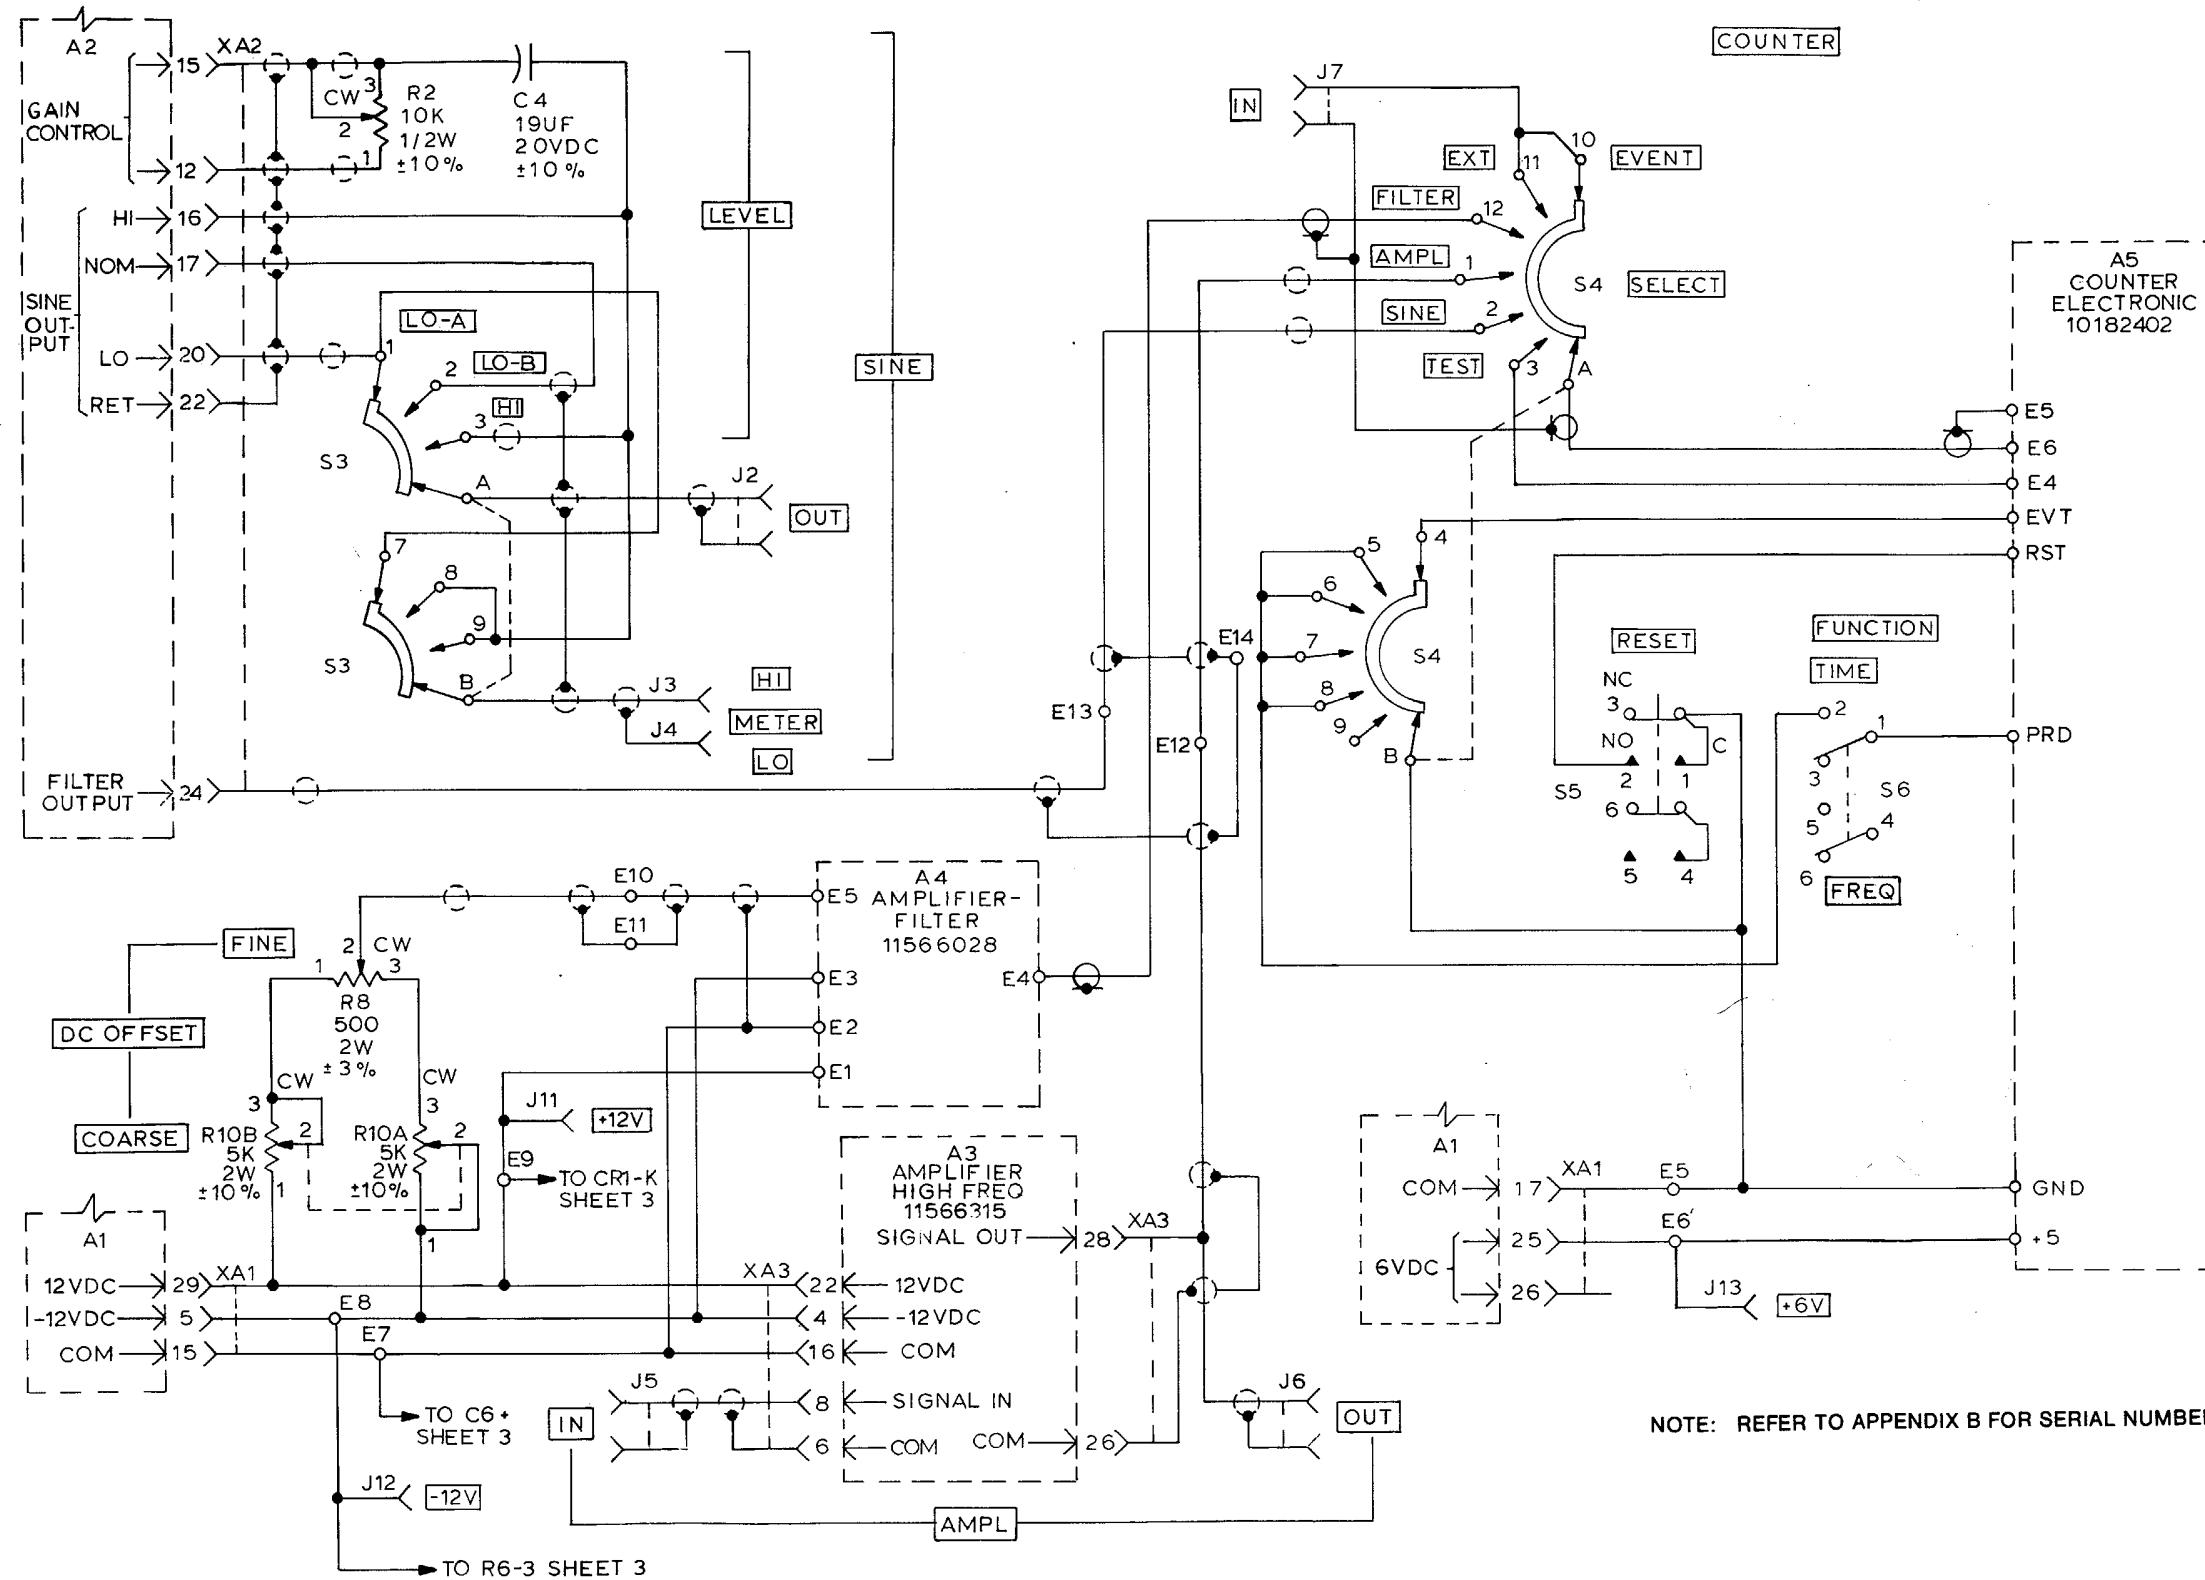 A2
15
XA2
GAIN
CONTROL
12
CW
3
2
1
R2
10K
1/2W
±10%
C4
19UF
20VDC
±10%
LEVEL
SINE
OUT-
PUT
HI
16
NOM
17
LO
20
RET
22
LO-A
1
LO-B
2
HI
3
S3
A
J2
OUT
SINE
7
8
9
S3
B
J3
HI
METER
J4
LO
FILTER
OUTPUT
24
COUNTER
IN
J7
EXT
11
10
EVENT
FILTER
12
AMPL
1
S4
SELECT
SINE
2
TEST
3
A
A5
COUNTER
ELECTRONIC
10182402
E5
E6
E4
EVT
RST
PRD
GND
+5
5
4
6
7
8
9
S4
B
E14
E13
E12
RESET
NC
3
NO
2
1
C
S5
6
5
4
FUNCTION
TIME
2
1
3
S6
5
4
6
FREQ
FINE
DC OFFSET
COARSE
2
CW
1
3
R8
500
2W
±3%
CW
3
2
R10B
5K
2W
±10%
1
CW
3
2
R10A
5K
2W
±10%
1
E10
E11
A4
AMPLIFIER-
FILTER
11566028
E5
E3
E2
E1
E4
J11
+12V
E9
TO CR1-K
SHEET 3
A1
12VDC
29
XA1
-12VDC
5
COM
15
E8
E7
TO C6+
SHEET 3
J12
-12V
TO R6-3 SHEET 3
A3
AMPLIFIER
HIGH FREQ
11566315
SIGNAL OUT
28
XA3
XA3
22
12VDC
4
-12VDC
16
COM
8
SIGNAL IN
6
COM
COM
26
IN
J5
J6
OUT
AMPL
A1
COM
17
XA1
E5
6VDC
25
E6
26
J13
+6V
NOTE: REFER TO APPENDIX B FOR SERIAL NUMBE